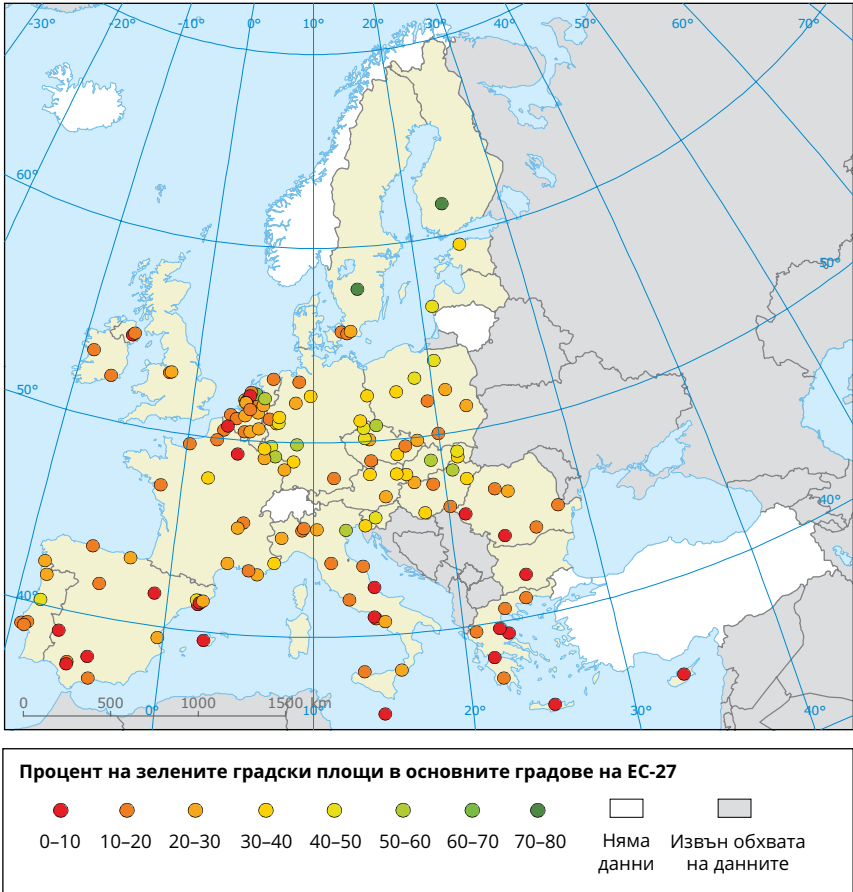 -30° -20° -10° 0° 10° 20° 30° 40° 50° 60° 70°
60°
50°
50°
40°
40°
0 500 1000 1500 km
0° 10° 20° 30° 40°
Процент на зелените градски площи в основните градове на ЕС-27
0–10 10–20 20–30 30–40 40–50 50–60 60–70 70–80 Няма данни Извън обхвата на данните